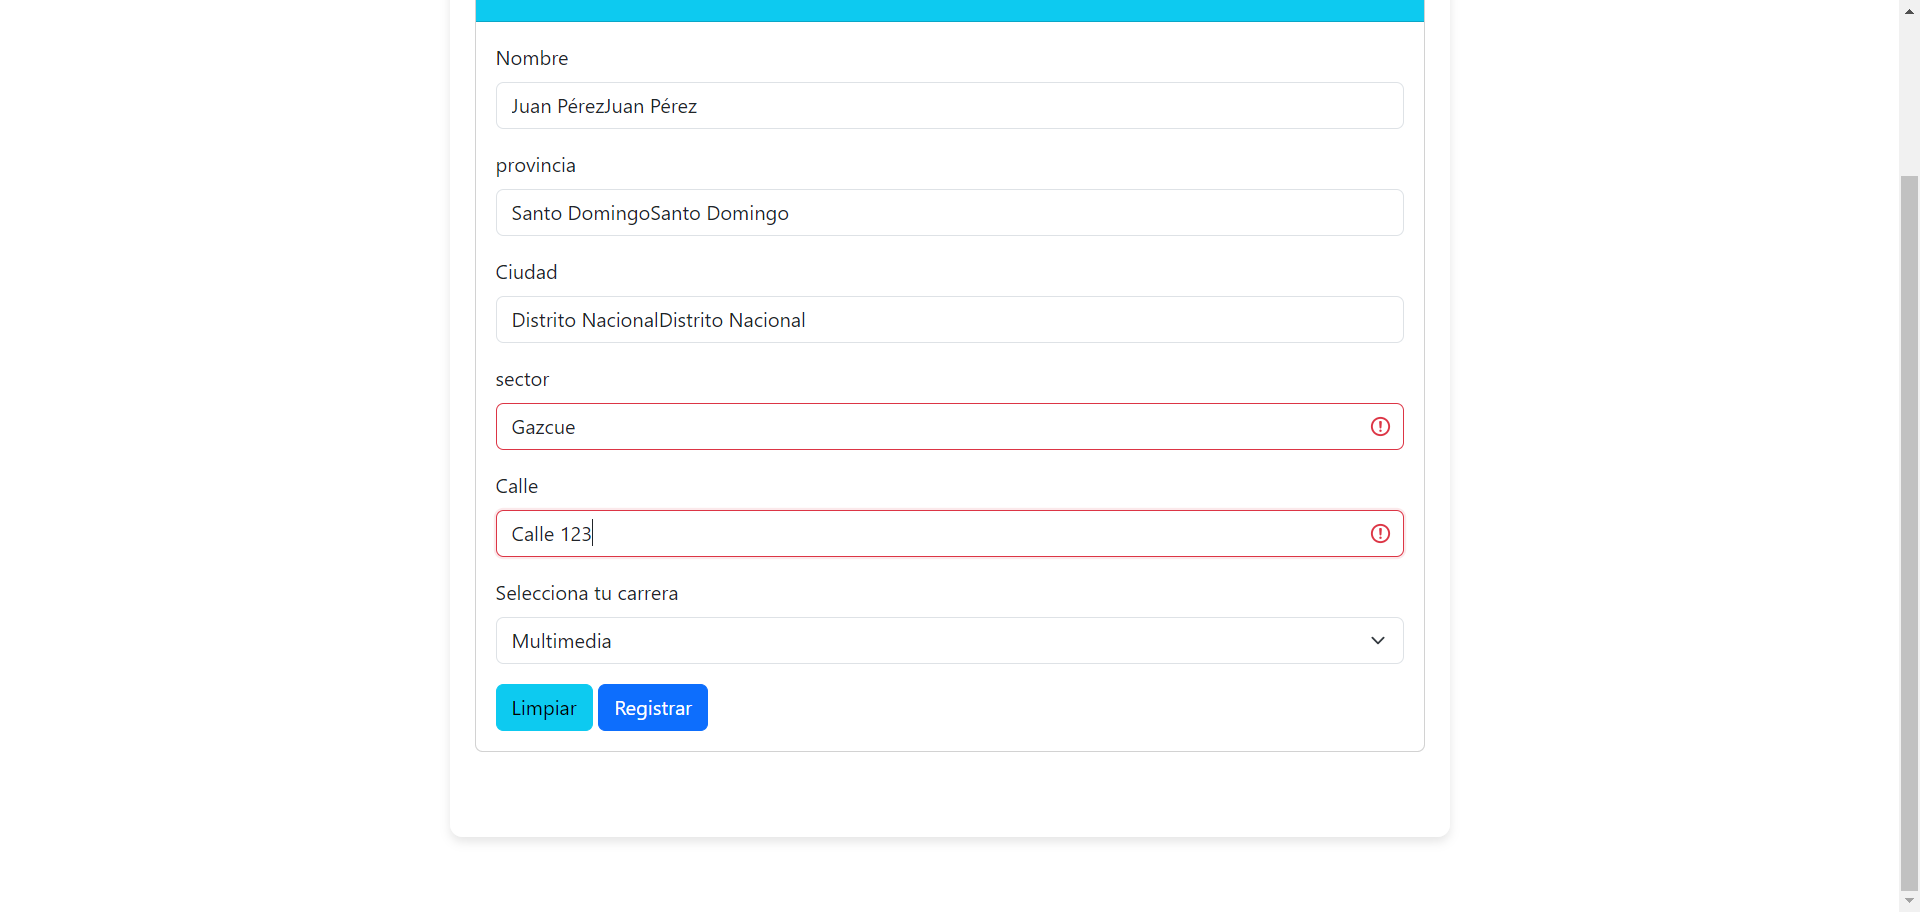 Nombre
Juan PérezJuan Pérez
provincia
Santo DomingoSanto Domingo
Ciudad
Distrito NacionalDistrito Nacional
sector
Gazcue
Calle
Calle 123
Selecciona tu carrera
Multimedia
Limpiar Registrar